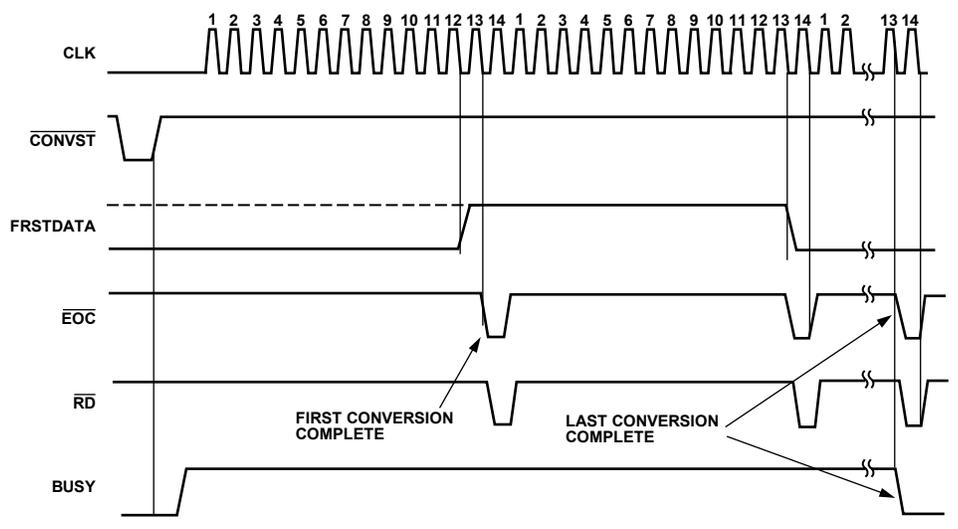 1 2 3 4 5 6 7 8 9 10 11 12 13 14 1 2 3 4 5 6 7 8 9 10 11 12 13 14 1 2 13 14
CLK
CONVST
FRSTDATA
EOC
RD
FIRST CONVERSION
COMPLETE
LAST CONVERSION
COMPLETE
BUSY